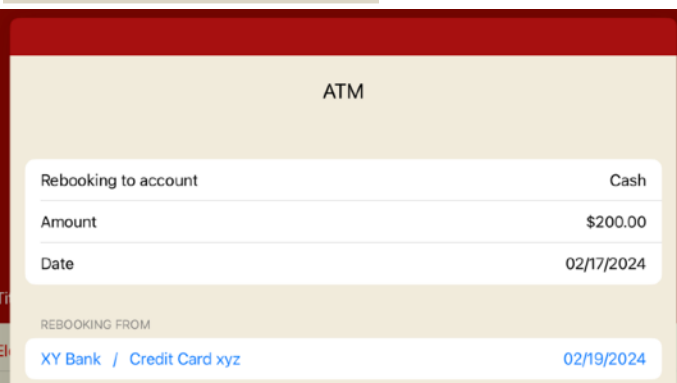 ATM
Rebooking to account Cash
Amount $200.00
Date 02/17/2024
REBOOKING FROM
XY Bank / Credit Card xyz 02/19/2024